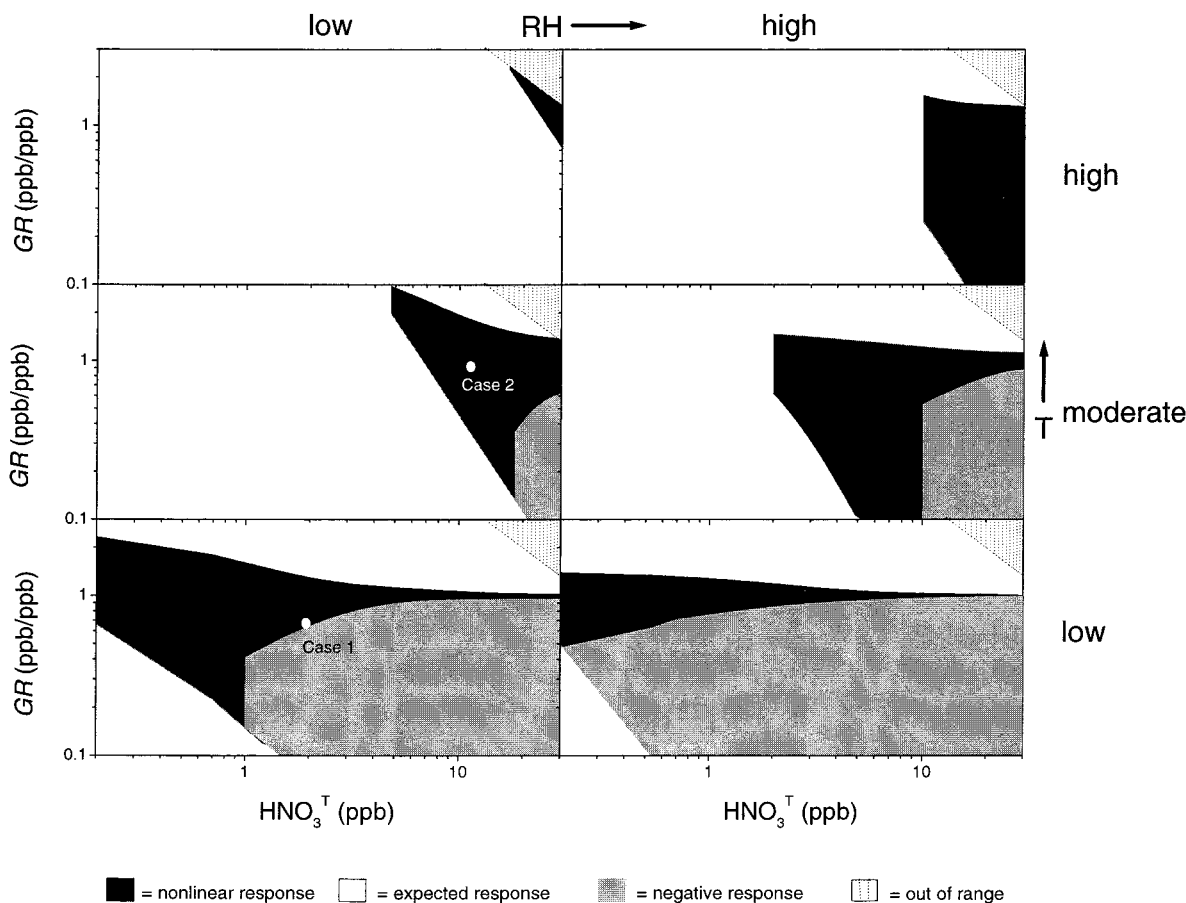 low RH high
GR (ppb/ppb)
1
0.1
high
GR (ppb/ppb)
1
0.1
Case 2
T
moderate
GR (ppb/ppb)
1
0.1
Case 1
low
1 10 1 10
HNO₃ᵀ (ppb) HNO₃ᵀ (ppb)
= nonlinear response = expected response = negative response = out of range